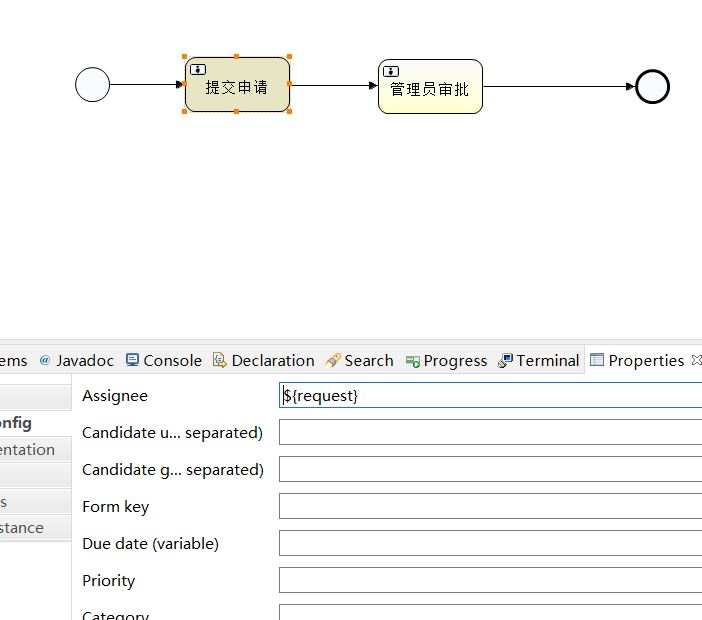 提交申请
管理员审批
ems @ Javadoc Console Declaration Search Progress Terminal Properties
Assignee ${request}
onfig
Candidate u... separated)
entation
Candidate g... separated)
s
Form key
stance
Due date (variable)
Priority
Category